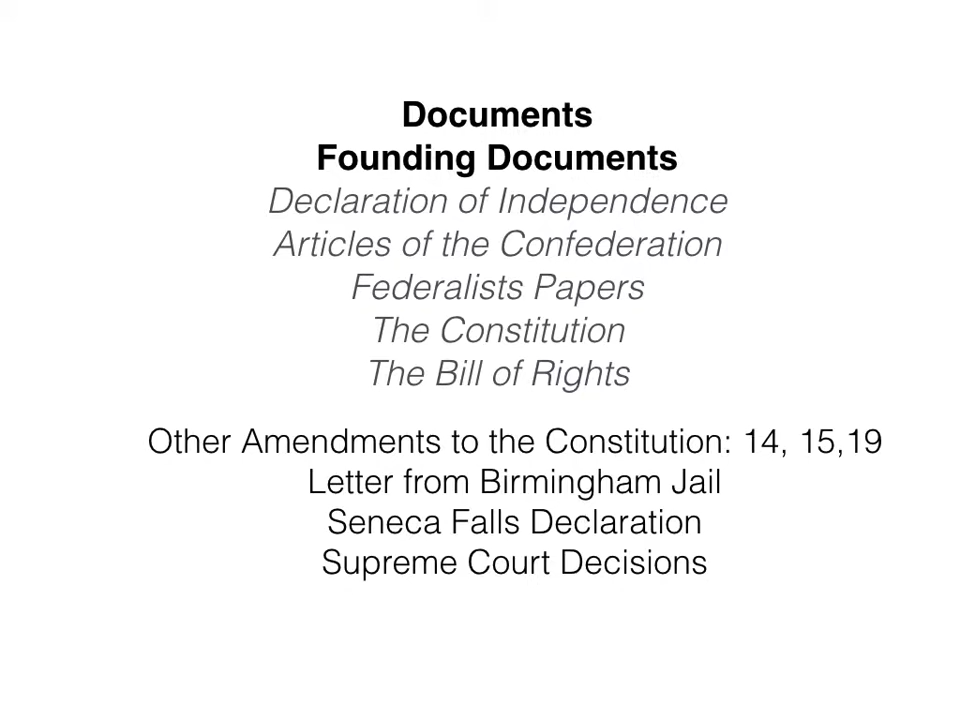 Documents
Founding Documents
Declaration of Independence
Articles of the Confederation
Federalists Papers
The Constitution
The Bill of Rights
Other Amendments to the Constitution: 14, 15,19
Letter from Birmingham Jail
Seneca Falls Declaration
Supreme Court Decisions